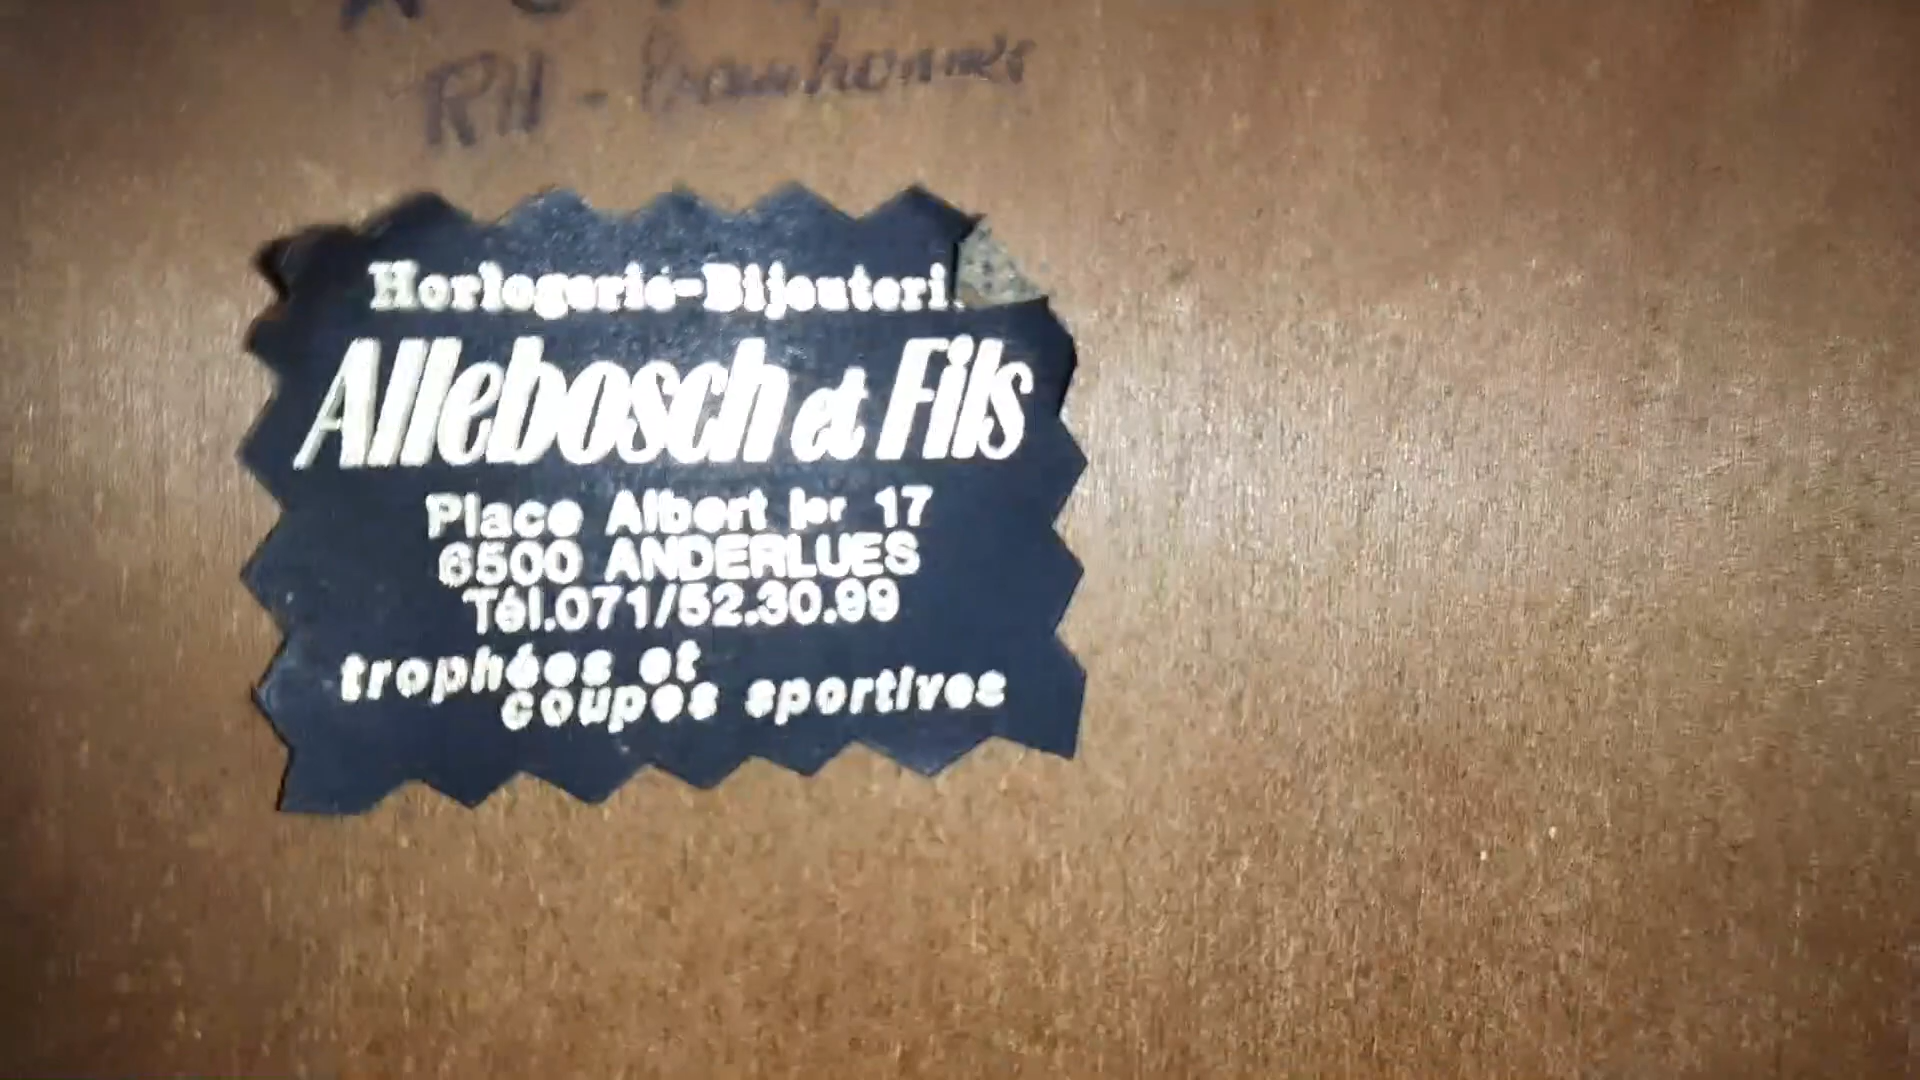 RH -
Horlogerie-Bijouteri
Allebosch et Fils
Place Albert Ier 17
6500 ANDERLUES
Tél.071/52.30.99
trophées et
coupes sportives